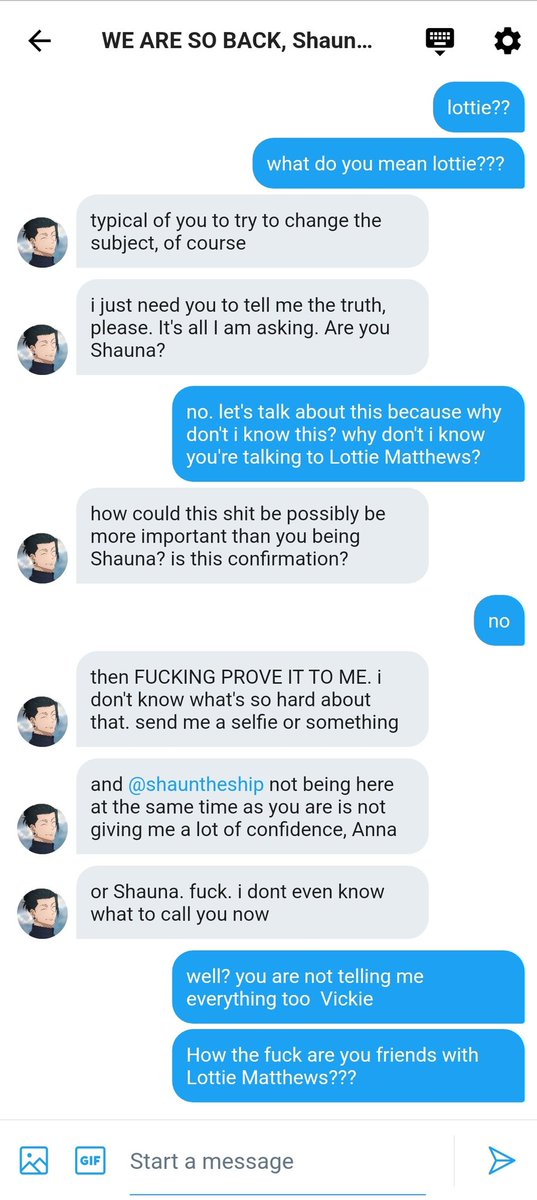 WE ARE SO BACK, Shaun...
lottie??
what do you mean lottie???
typical of you to try to change the
subject, of course
i just need you to tell me the truth,
please. It's all I am asking. Are you
Shauna?
no. let's talk about this because why
don't i know this? why don't i know
you're talking to Lottie Matthews?
how could this shit be possibly be
more important than you being
Shauna? is this confirmation?
no
then FUCKING PROVE IT TO ME. i
don't know what's so hard about
that. send me a selfie or something
and @shauntheship not being here
at the same time as you are is not
giving me a lot of confidence, Anna
or Shauna. fuck. i dont even know
what to call you now
well? you are not telling me
everything too  Vickie
How the fuck are you friends with
Lottie Matthews???
GIF
Start a message